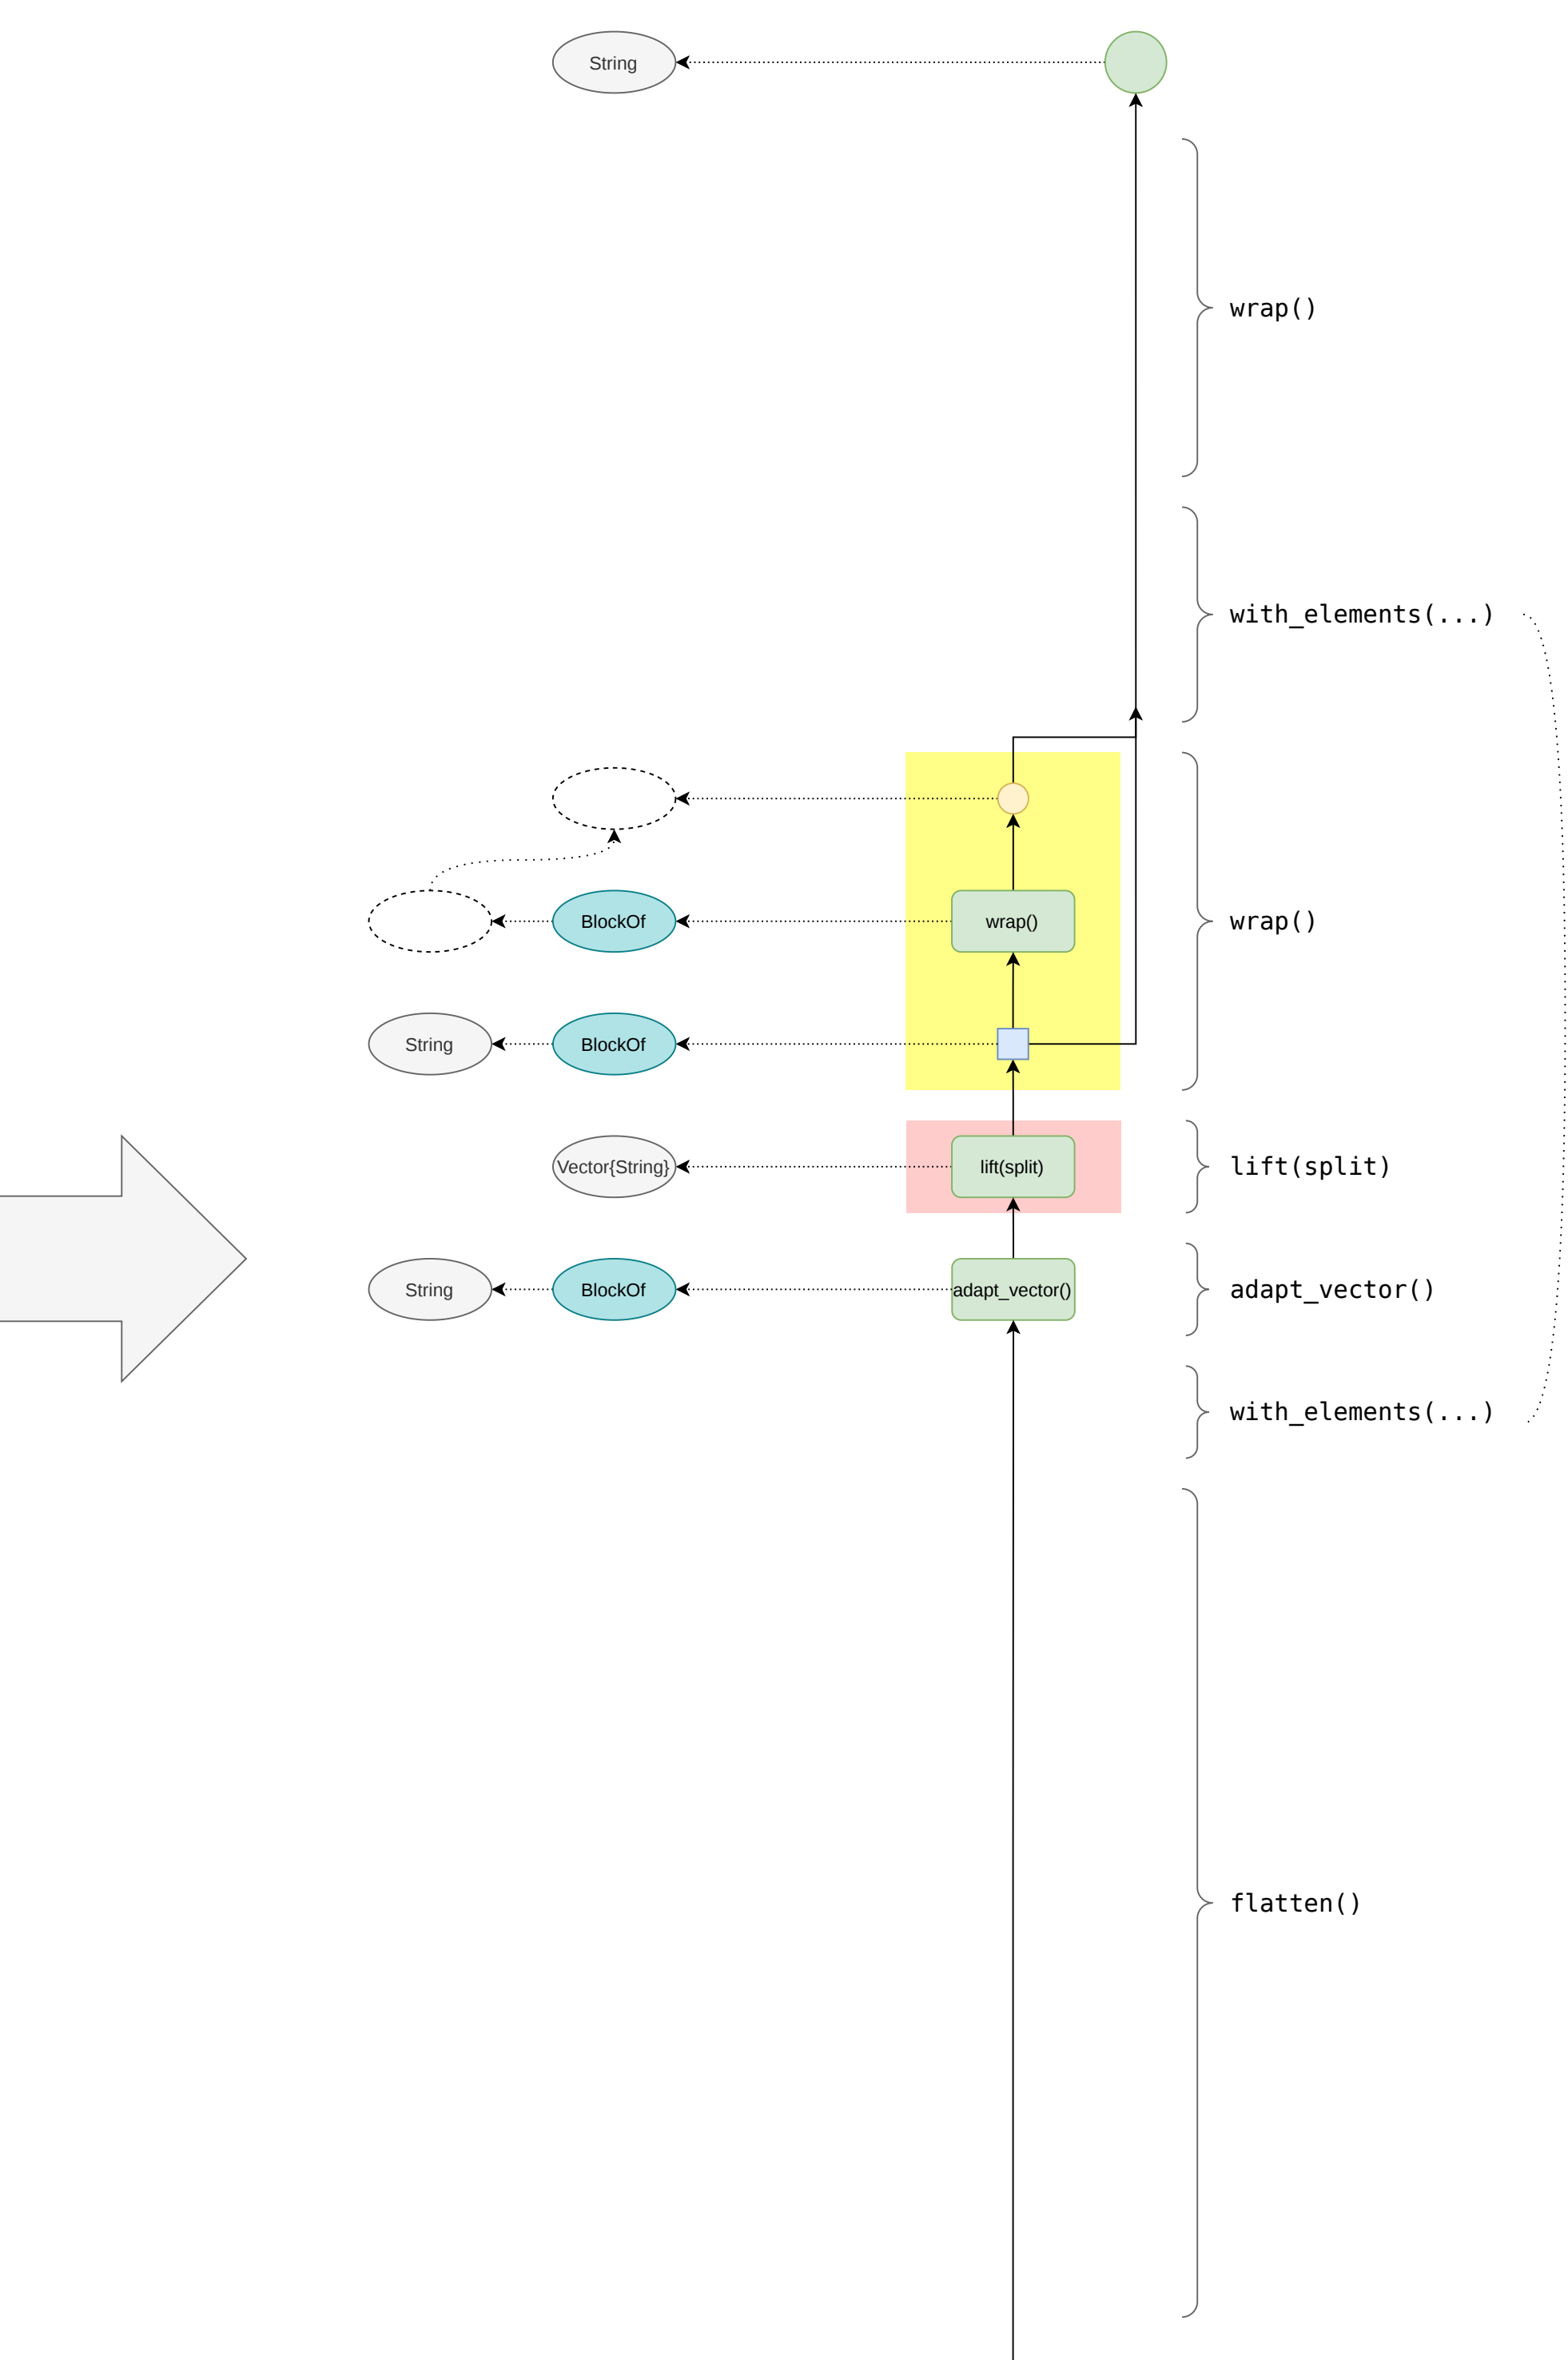 String
wrap()
with_elements(...)
BlockOf
wrap()
wrap()
String
BlockOf
Vector{String}
lift(split)
lift(split)
String
BlockOf
adapt_vector()
adapt_vector()
with_elements(...)
flatten()